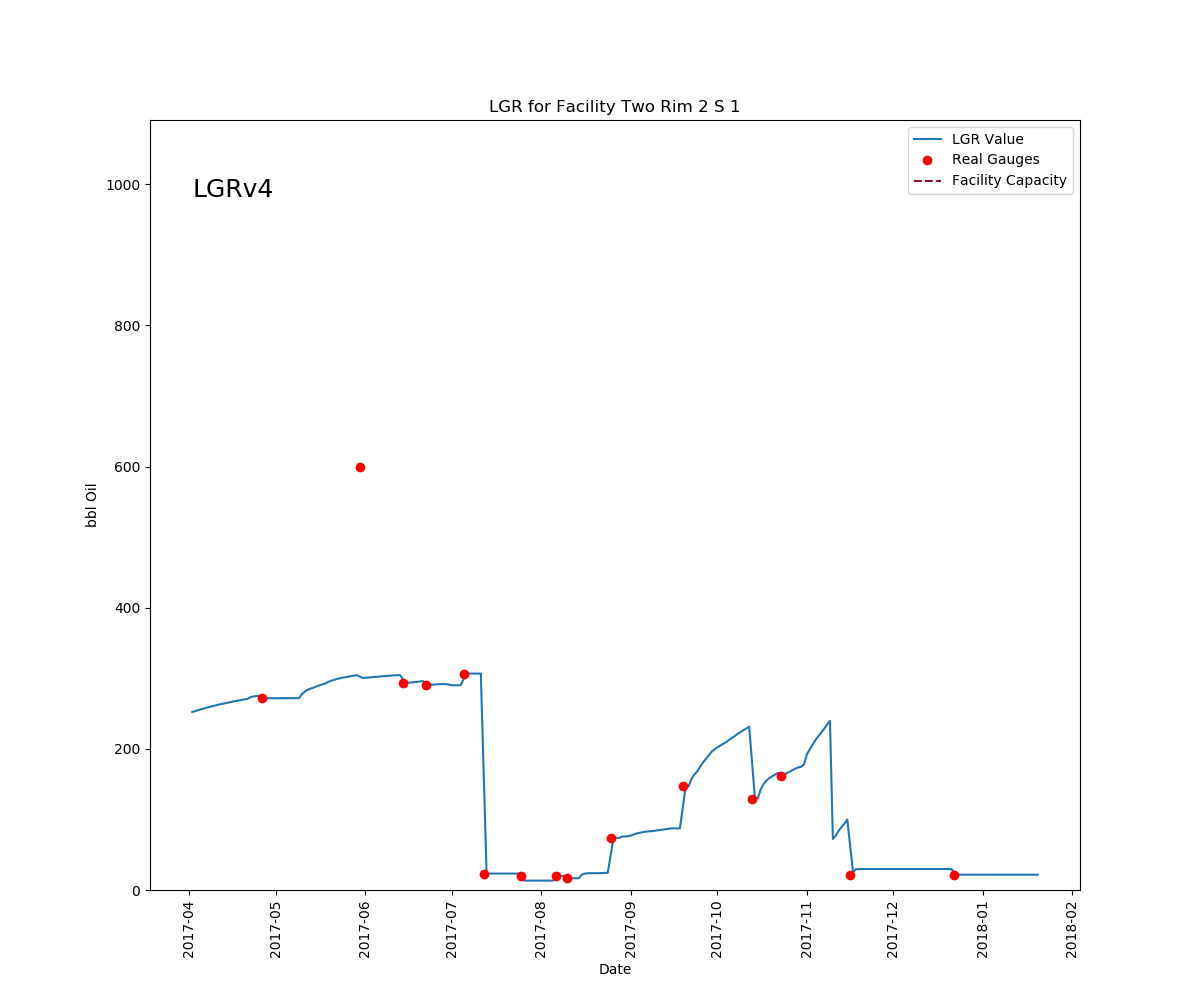 LGR for Facility Two Rim 2 S 1
LGR Value
Real Gauges
Facility Capacity
LGRv4
1000
800
600
400
200
0
bbl Oil
2017-04
2017-05
2017-06
2017-07
2017-08
2017-09
2017-10
2017-11
2017-12
2018-01
2018-02
Date